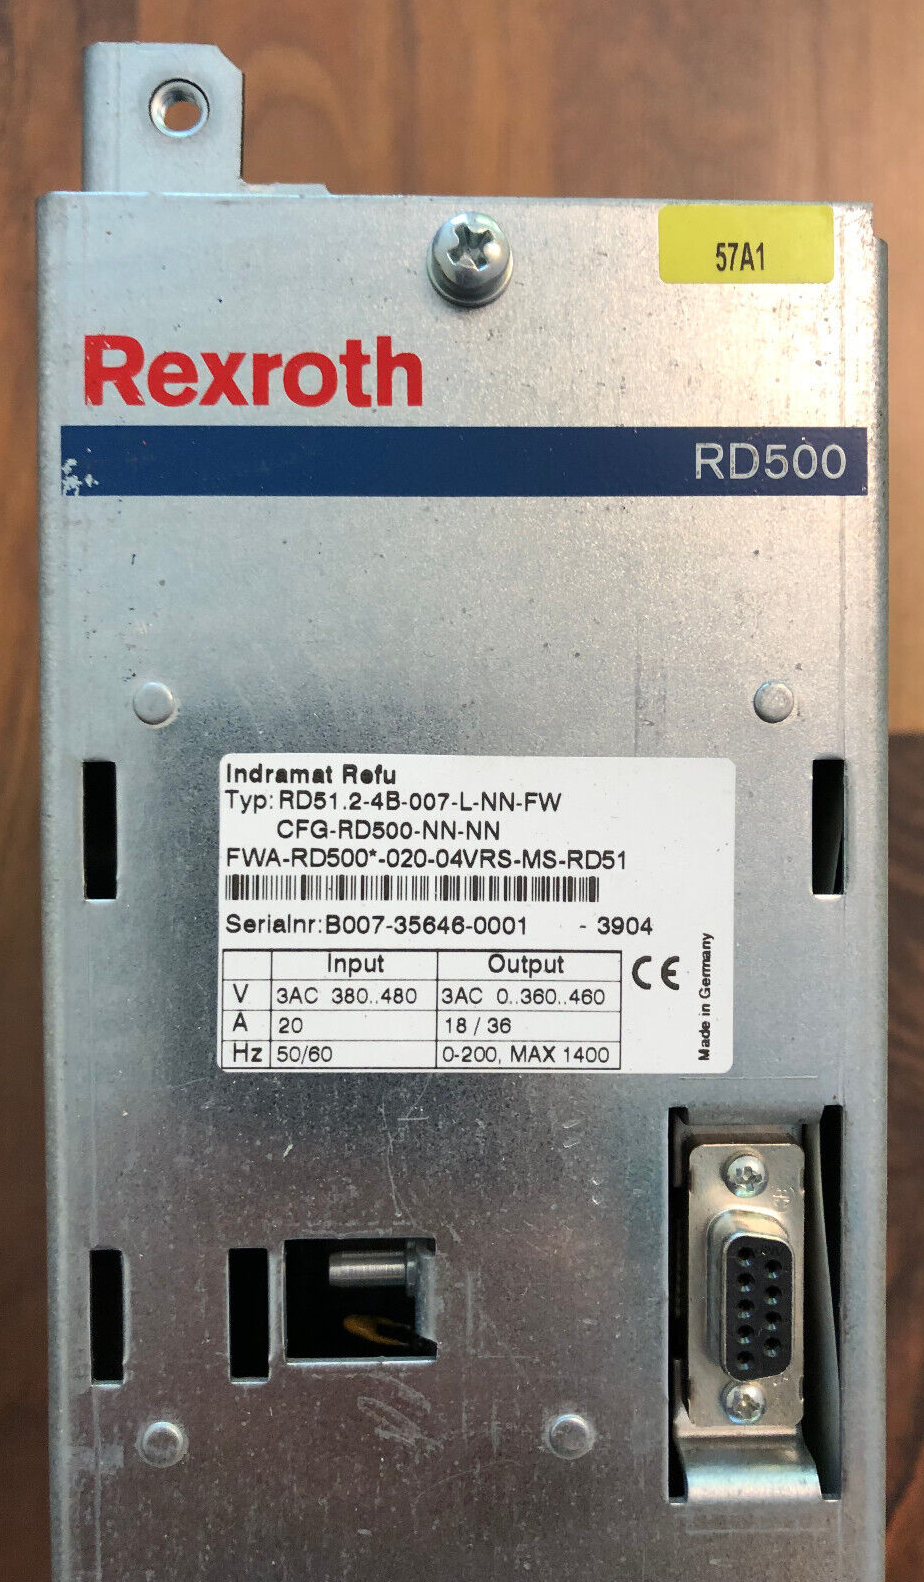 57A1
Rexroth
RD500
Indramat Refu
Typ: RD51.2-4B-007-L-NN-FW
CFG-RD500-NN-NN
FWA-RD500*-020-04VRS-MS-RD51
Serialnr: B007-35646-0001 - 3904
Input Output
V 3AC 380..480 3AC 0..360..460
A 20 18 / 36
Hz 50/60 0-200, MAX 1400
CE
Made in Germany